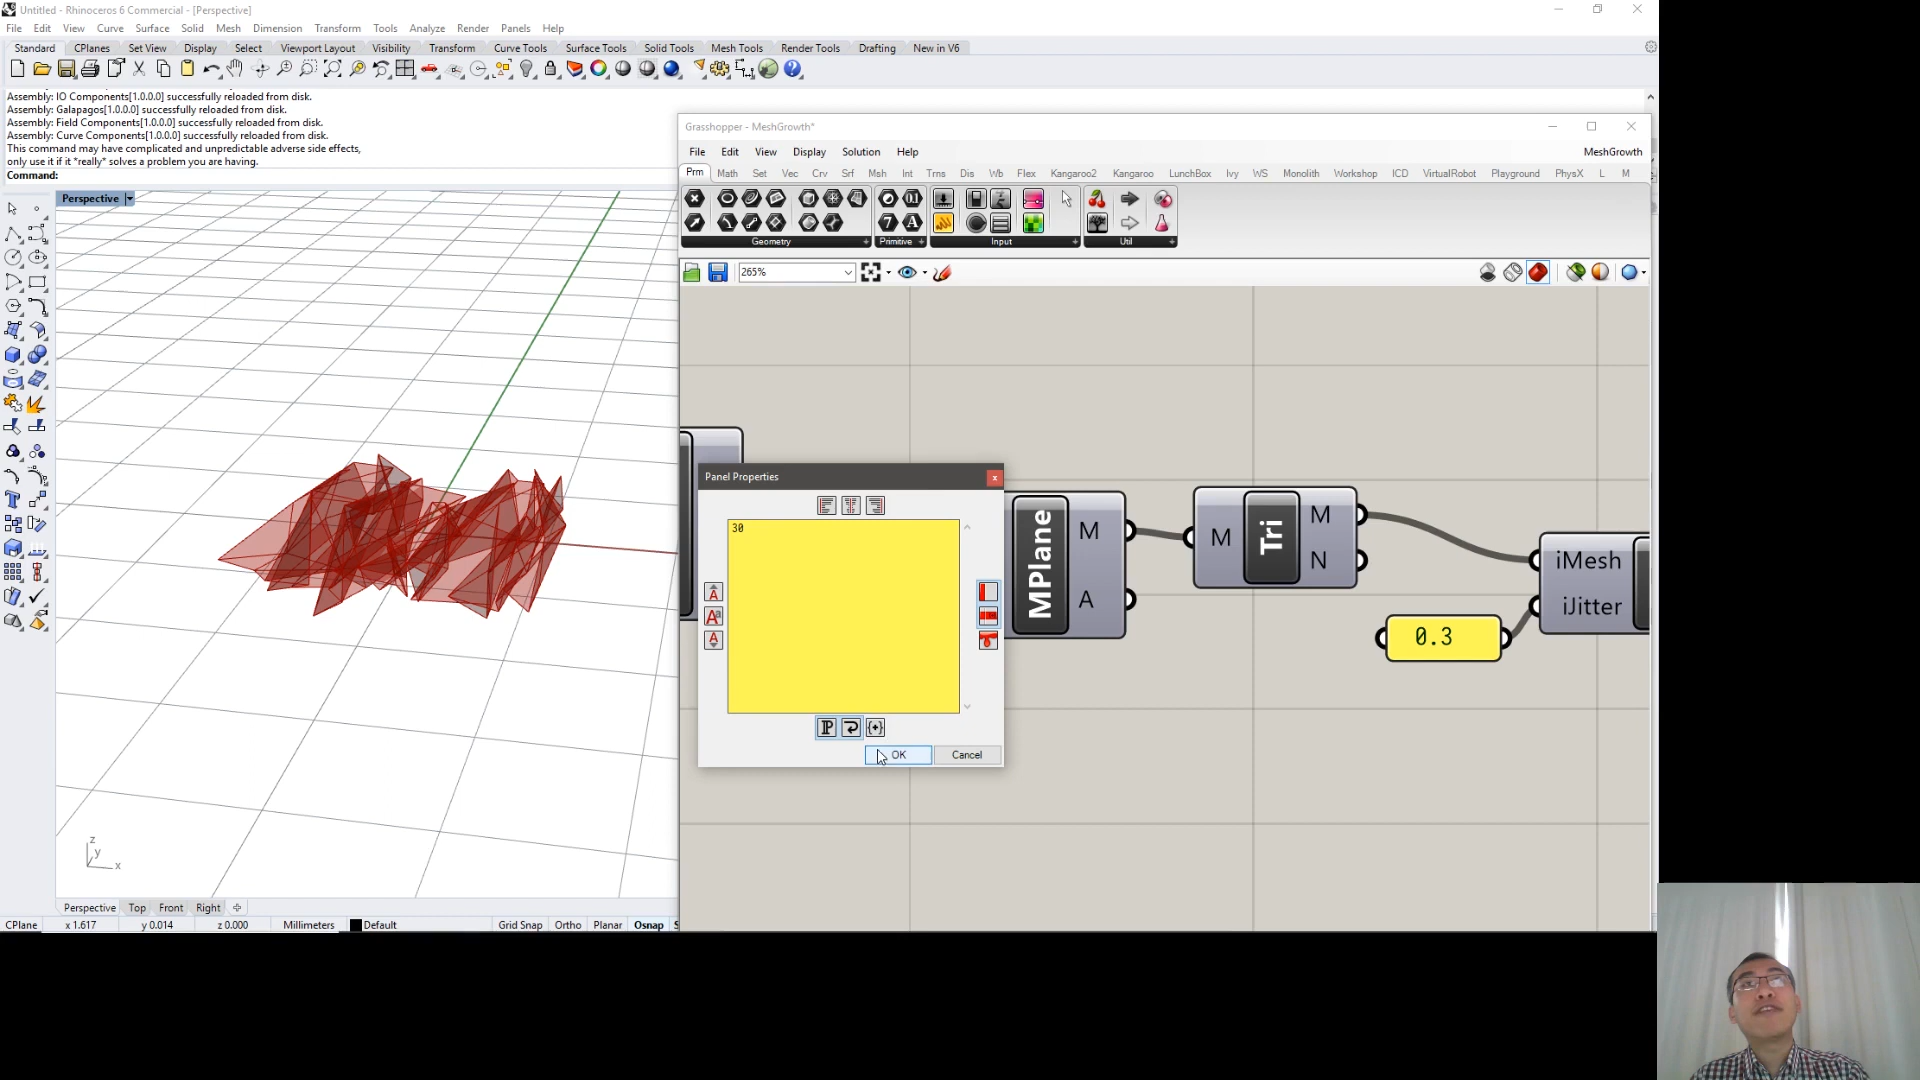 Untitled - Rhinoceros 6 Commercial - [Perspective]
File Edit View Curve Surface Solid Mesh Dimension Transform Tools Analyze Render Panels Help
Standard CPlanes Set View Display Select Viewport Layout Visibility Transform Curve Tools Surface Tools Solid Tools Mesh Tools Render Tools Drafting New in V6
Assembly: IO Components[1.0.0.0] successfully reloaded from disk.
Assembly: Galapagos[1.0.0.0] successfully reloaded from disk.
Assembly: Field Components[1.0.0.0] successfully reloaded from disk.
Assembly: Curve Components[1.0.0.0] successfully reloaded from disk.
This command may have complicated and unpredictable adverse side effects,
only use it if it *really* solves a problem you are having.
Command:
Perspective
Grasshopper - MeshGrowth*
File Edit View Display Solution Help MeshGrowth
Prm Math Set Vec Crv Srf Msh Int Trns Dis Wb Flex Kangaroo2 Kangaroo LunchBox Ivy WS Monolith Workshop ICD VirtualRobot Playground PhysX L M
Geometry Primitive Input Util
265%
Panel Properties
30
OK Cancel
MPlane M A
M Tri M N
iMesh
iJitter
0.3
z
y
x
Perspective Top Front Right
CPlane x 1.617 y 0.014 z 0.000 Millimeters Default Grid Snap Ortho Planar Osnap S